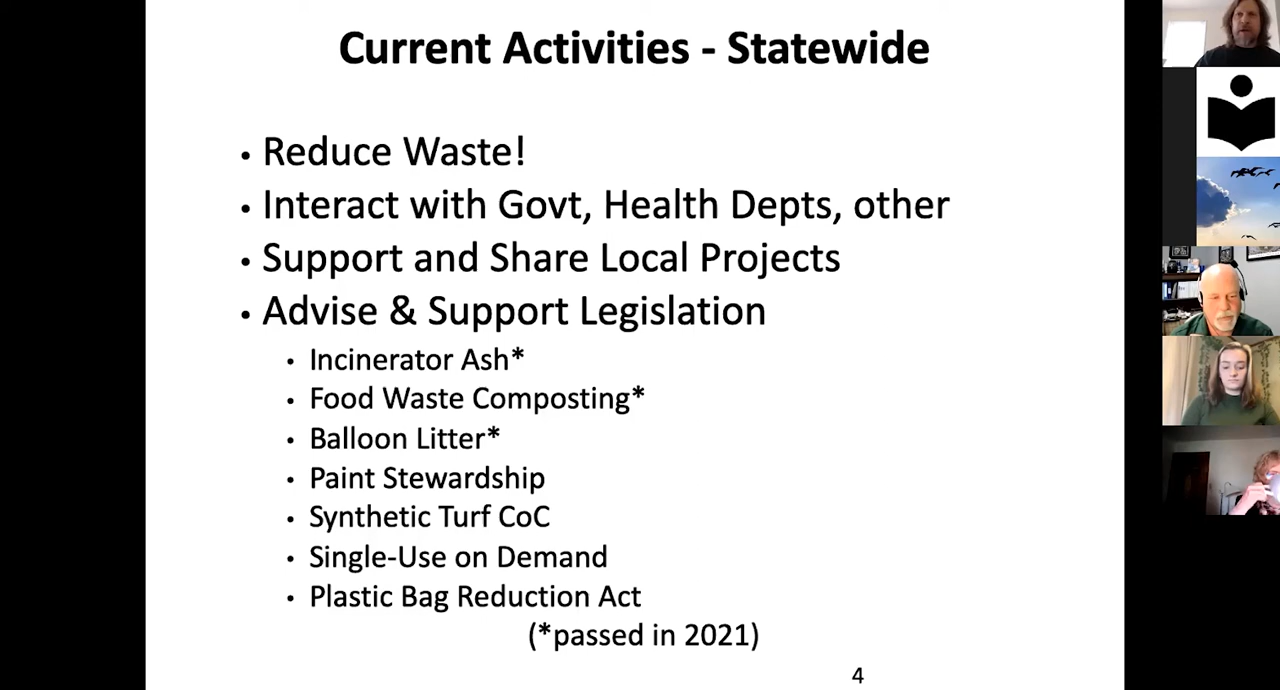 Current Activities - Statewide
• Reduce Waste!
• Interact with Govt, Health Depts, other
• Support and Share Local Projects
• Advise & Support Legislation
• Incinerator Ash*
• Food Waste Composting*
• Balloon Litter*
• Paint Stewardship
• Synthetic Turf CoC
• Single-Use on Demand
• Plastic Bag Reduction Act
(*passed in 2021)
4